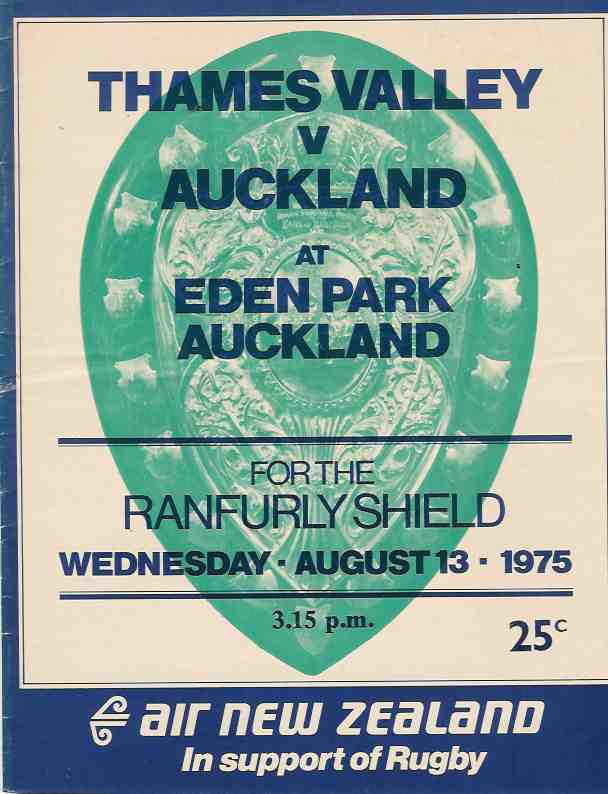 THAMES VALLEY
V
AUCKLAND
AT
EDEN PARK
AUCKLAND
FOR THE
RANFURLY SHIELD
WEDNESDAY · AUGUST 13 · 1975
3.15 p.m.
25c
air new zealand
In support of Rugby